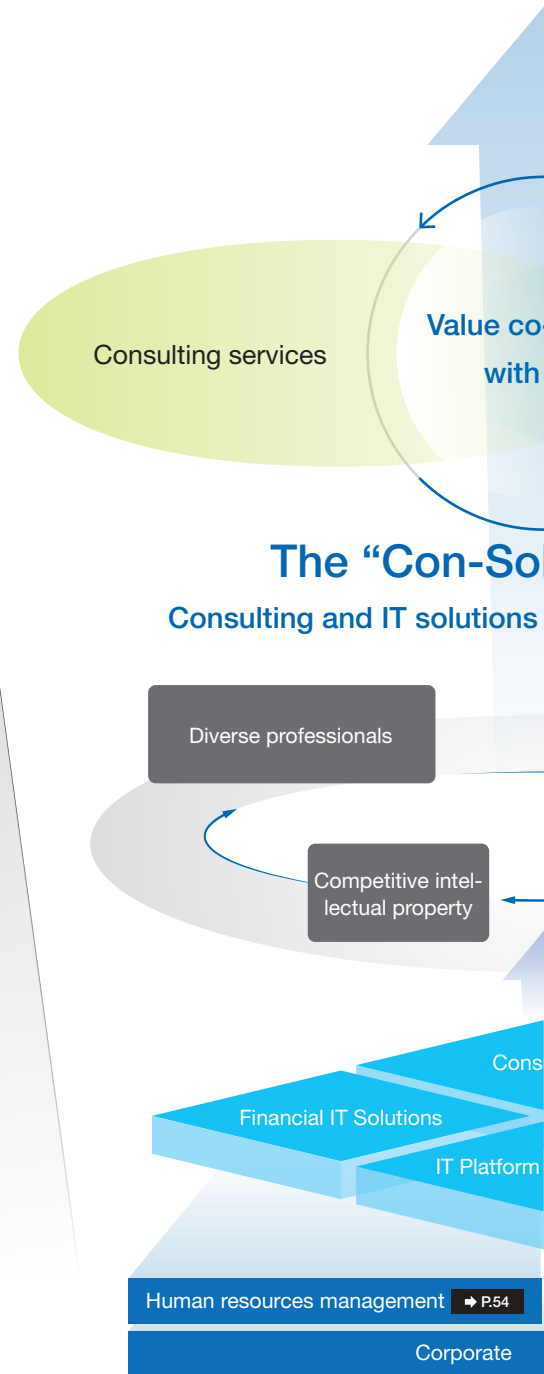 Value co-
Consulting services
with
The “Con-Sol
Consulting and IT solutions
Diverse professionals
Competitive intel-
lectual property
Cons
Financial IT Solutions
IT Platform
Human resources management ➡ P.54
Corporate